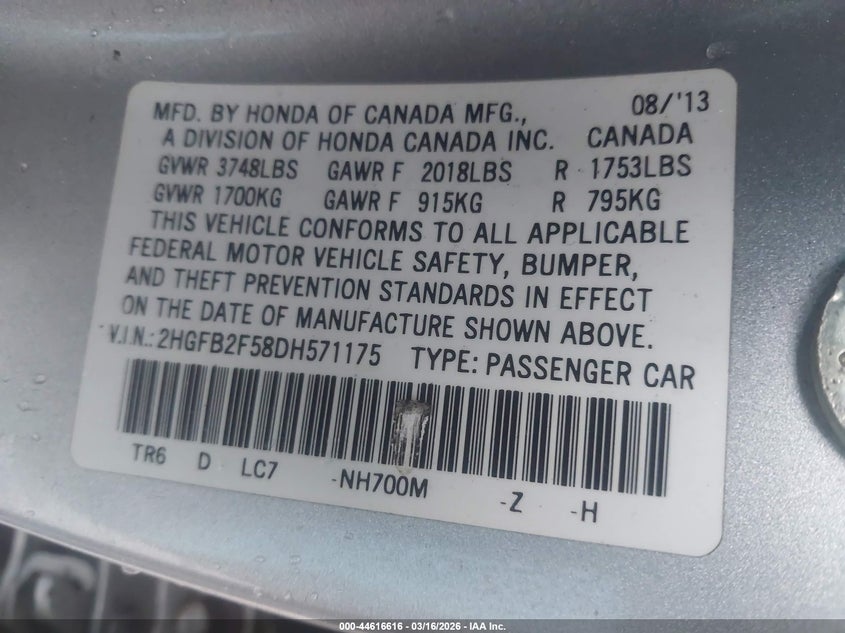 MFD. BY HONDA OF CANADA MFG., 08/'13
A DIVISION OF HONDA CANADA INC. CANADA
GVWR 3748LBS GAWR F 2018LBS R 1753LBS
GVWR 1700KG GAWR F 915KG R 795KG
THIS VEHICLE CONFORMS TO ALL APPLICABLE
FEDERAL MOTOR VEHICLE SAFETY, BUMPER,
AND THEFT PREVENTION STANDARDS IN EFFECT
ON THE DATE OF MANUFACTURE SHOWN ABOVE.
V.I.N.: 2HGFB2F58DH571175 TYPE: PASSENGER CAR
TR6 D LC7 -NH700M -Z -H
000-44616616 - 03/16/2026 - IAA Inc.